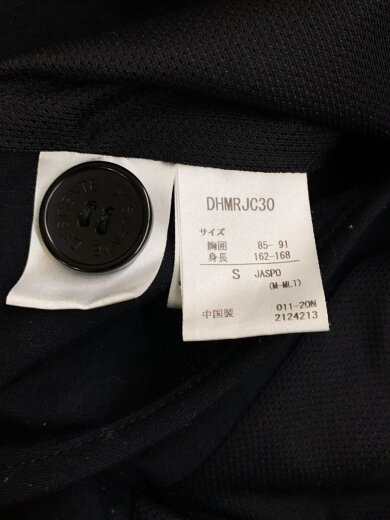 DHMRJC30
サイズ
胸囲 85- 91
身長 162-168
S JASPO
(M-MLT)
011-20N
中国製 2124213